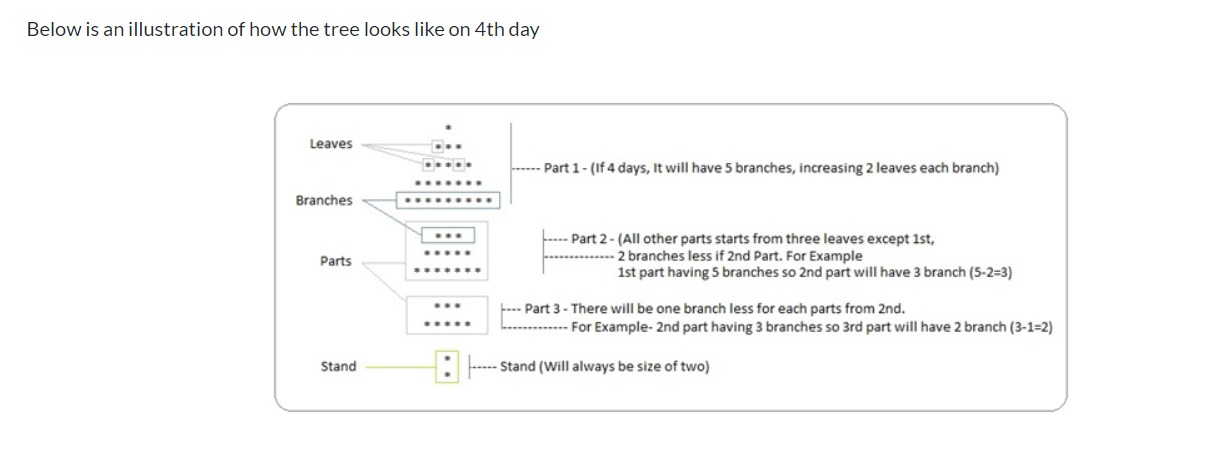 Below is an illustration of how the tree looks like on 4th day
*
Leaves
* * *
* * * * *
Part 1 - (If 4 days, It will have 5 branches, increasing 2 leaves each branch)
* * * * * * *
Branches
* * * * * * * * *
* * *
Part 2 - (All other parts starts from three leaves except 1st,
* * * * *
2 branches less if 2nd Part. For Example
Parts
* * * * * * *
1st part having 5 branches so 2nd part will have 3 branch (5-2=3)
* * *
Part 3 - There will be one branch less for each parts from 2nd.
* * * * *
For Example- 2nd part having 3 branches so 3rd part will have 2 branch (3-1=2)
*
Stand
Stand (Will always be size of two)
*